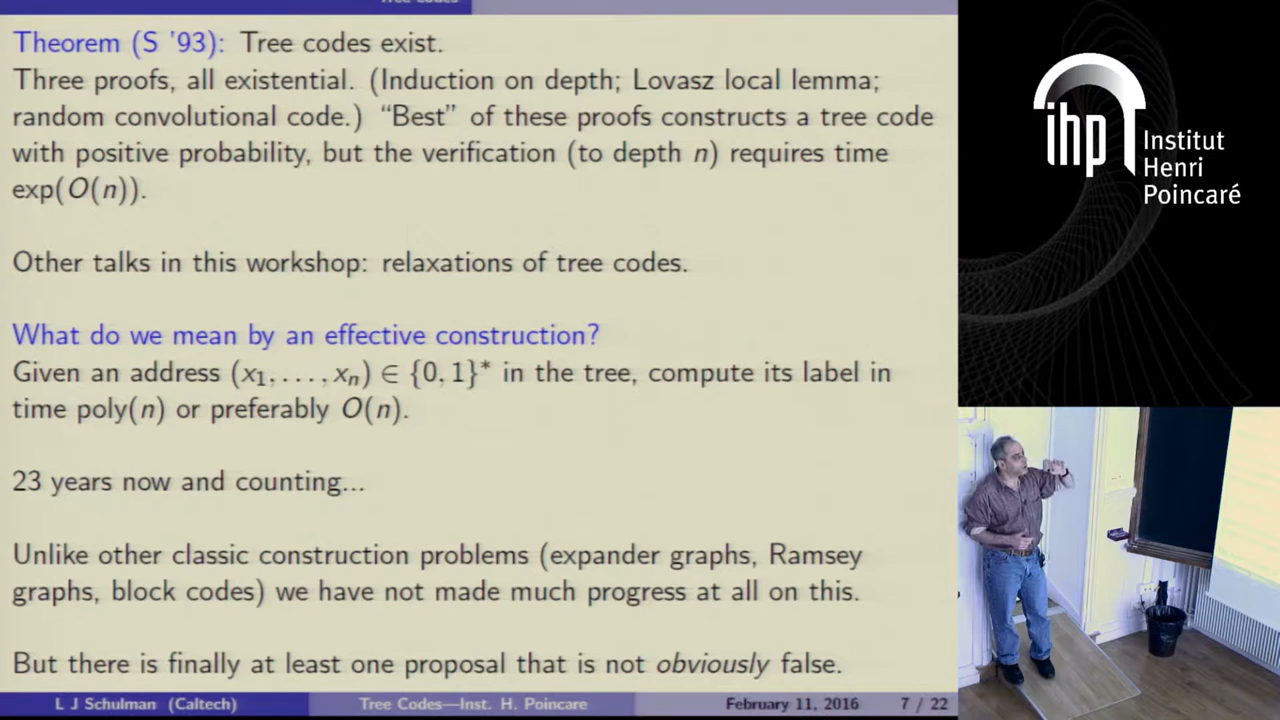 Tree Codes
Theorem (S '93): Tree codes exist.
Three proofs, all existential. (Induction on depth; Lovasz local lemma;
random convolutional code.) “Best” of these proofs constructs a tree code
with positive probability, but the verification (to depth n) requires time
exp(O(n)).
Other talks in this workshop: relaxations of tree codes.
What do we mean by an effective construction?
Given an address (x₁, . . . , xₙ) ∈ {0, 1}* in the tree, compute its label in
time poly(n) or preferably O(n).
23 years now and counting...
Unlike other classic construction problems (expander graphs, Ramsey
graphs, block codes) we have not made much progress at all on this.
But there is finally at least one proposal that is not obviously false.
L J Schulman (Caltech) Tree Codes—Inst. H. Poincare February 11, 2016 7 / 22
ihp
Institut
Henri
Poincaré